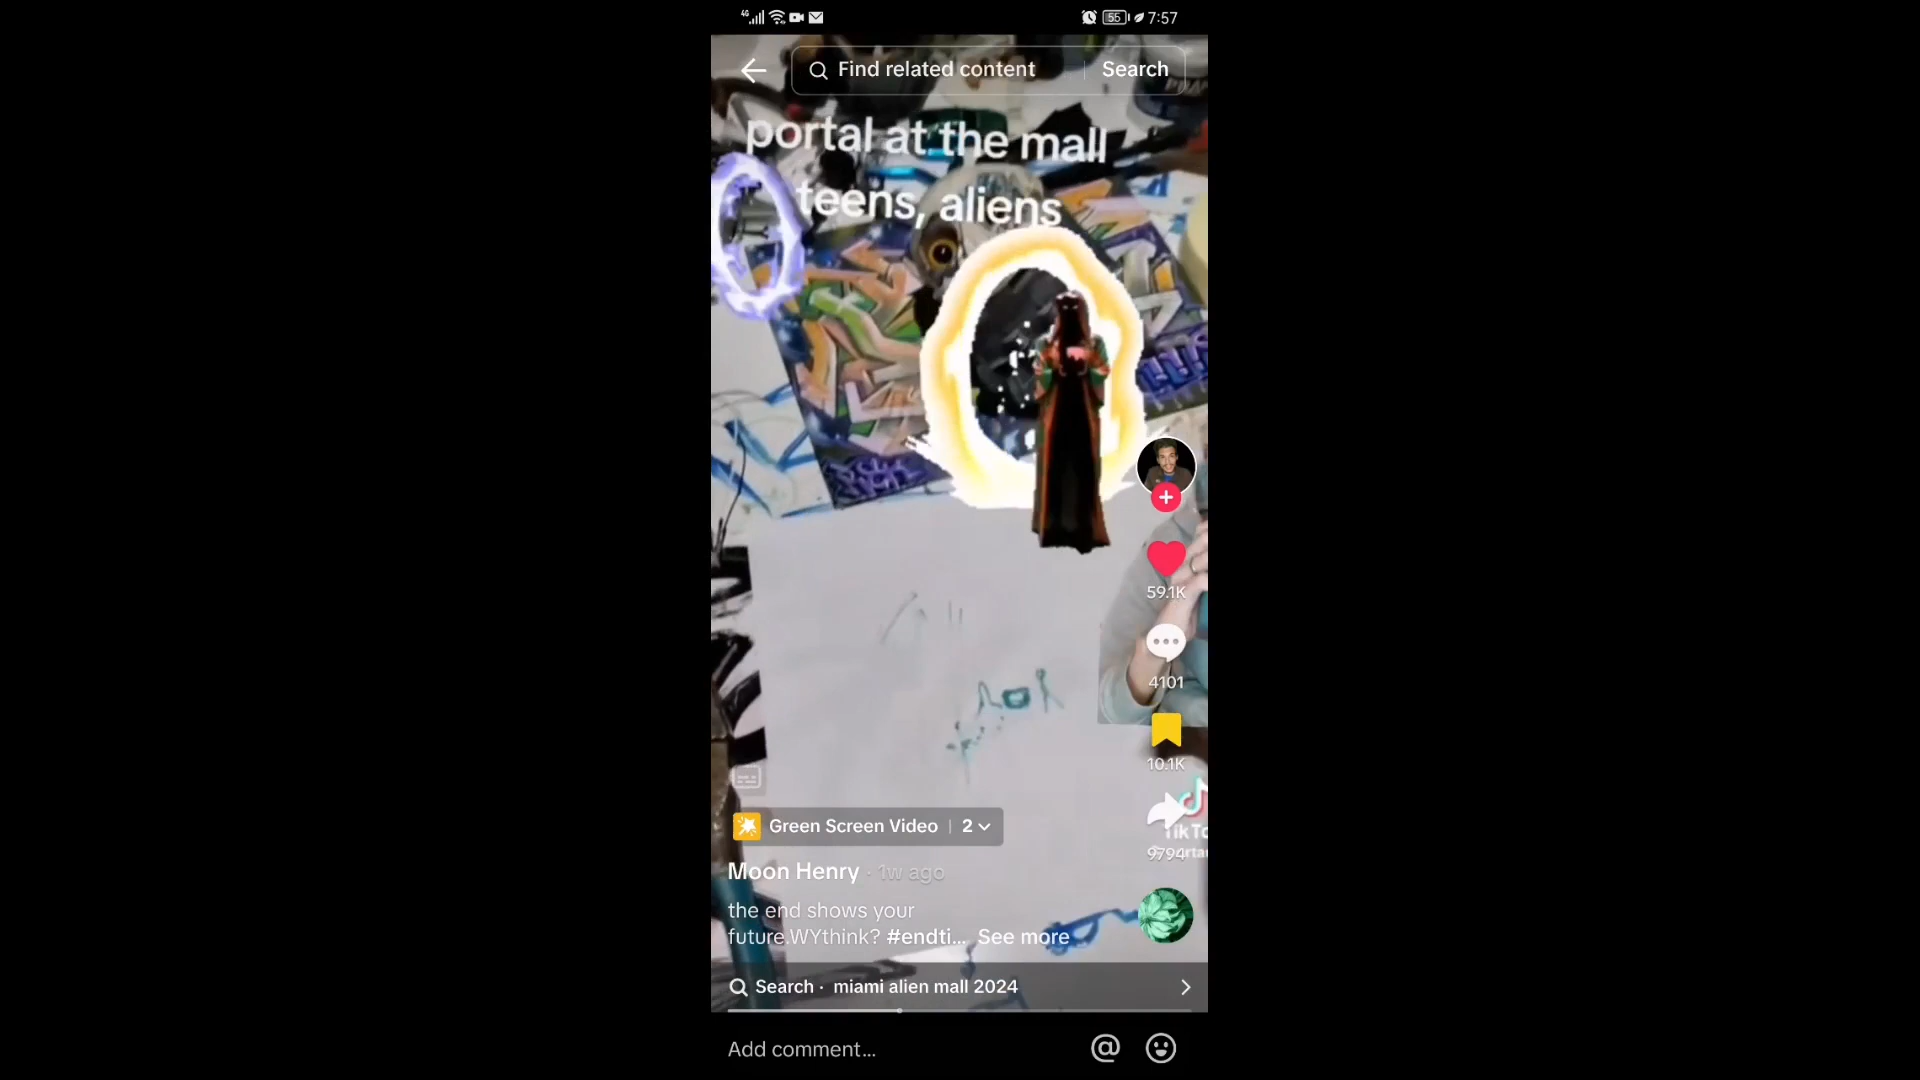 4G
55
7:57
Find related content
Search
portal at the mall
teens, aliens
59.1K
4101
10.1K
9794
Green Screen Video | 2
Moon Henry · 1w ago
the end shows your
future.WYthink? #endti... See more
Search · miami alien mall 2024
Add comment...
@